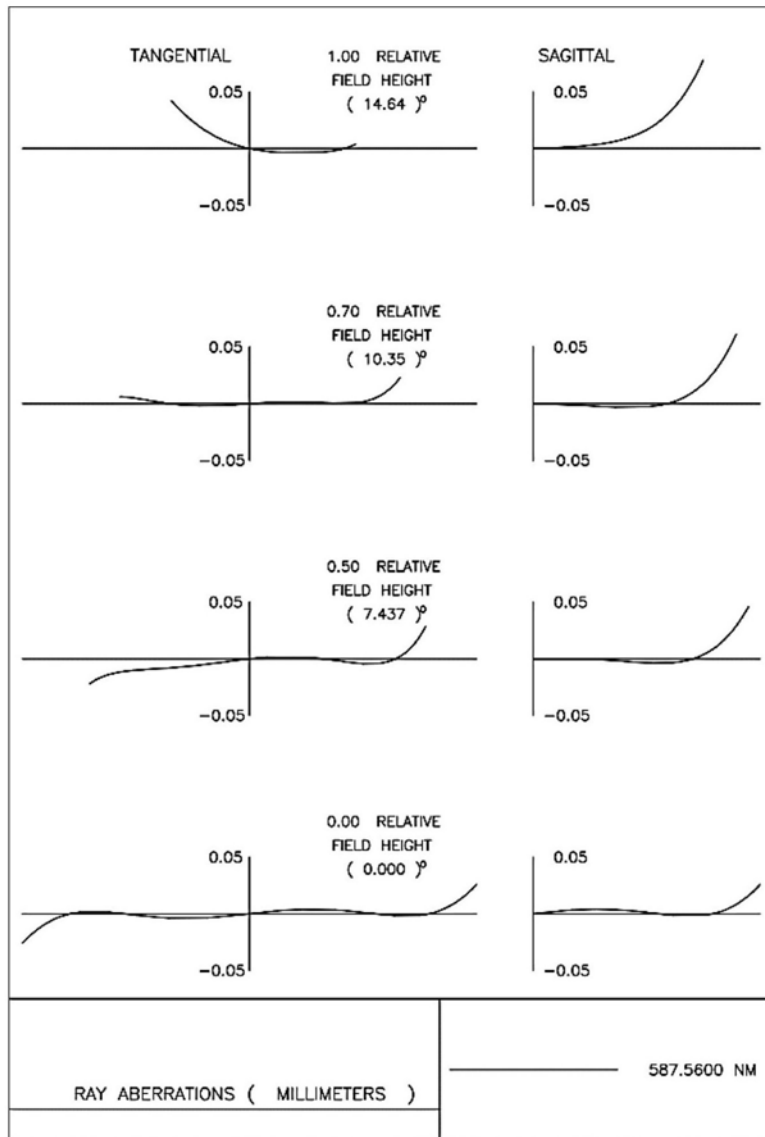 TANGENTIAL 1.00 RELATIVE SAGITTAL
FIELD HEIGHT
0.05 ( 14.64 )º 0.05
-0.05 -0.05
0.70 RELATIVE
FIELD HEIGHT
0.05 ( 10.35 )º 0.05
-0.05 -0.05
0.50 RELATIVE
FIELD HEIGHT
0.05 ( 7.437 )º 0.05
-0.05 -0.05
0.00 RELATIVE
FIELD HEIGHT
0.05 ( 0.000 )º 0.05
-0.05 -0.05
587.5600 NM
RAY ABERRATIONS ( MILLIMETERS )